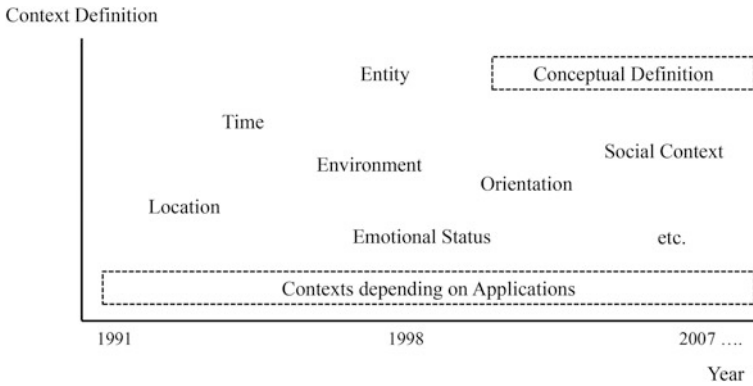 Context Definition
Entity
Conceptual Definition
Time
Social Context
Environment
Orientation
Location
Emotional Status
etc.
Contexts depending on Applications
1991
1998
2007 ....
Year